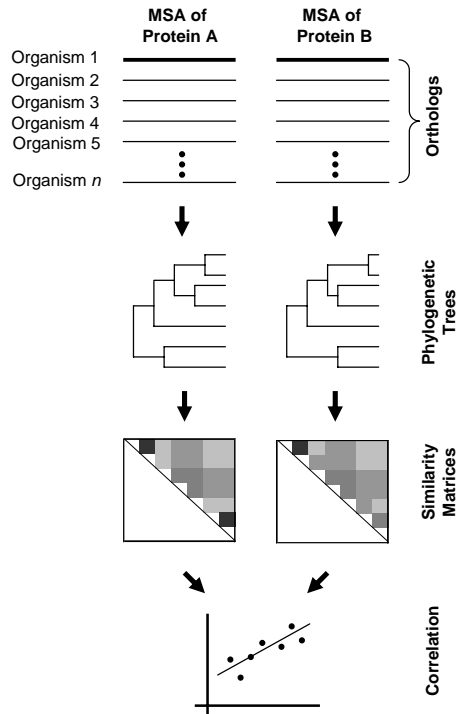 MSA of
Protein A
MSA of
Protein B
Organism 1
Organism 2
Organism 3
Organism 4
Organism 5
Organism n
Orthologs
Phylogenetic
Trees
Similarity
Matrices
Correlation